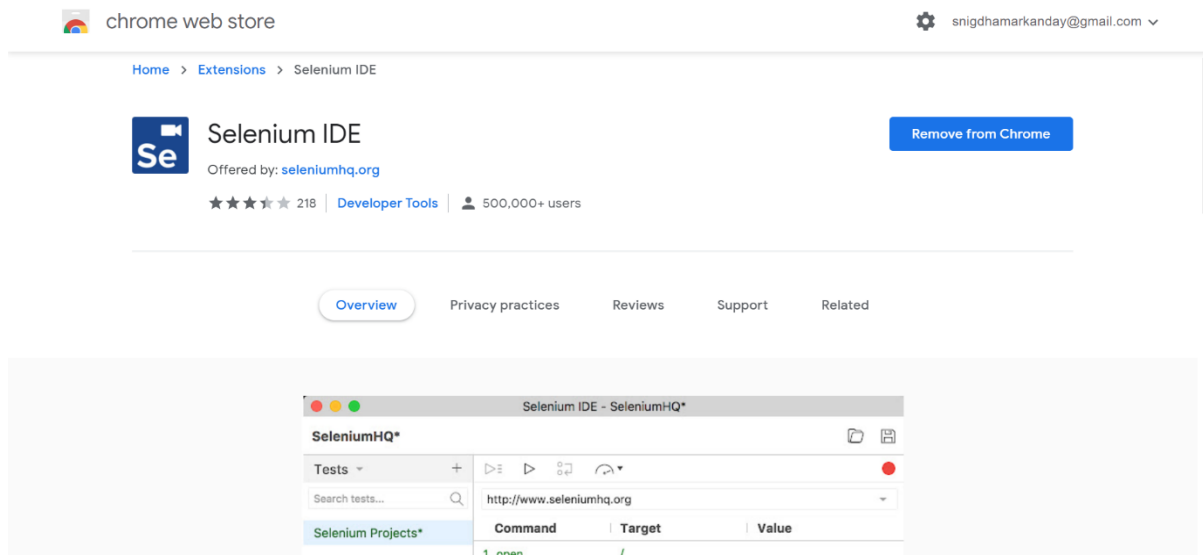 chrome web store
snigdhamarkanday@gmail.com
Home > Extensions > Selenium IDE
Se
Selenium IDE
Remove from Chrome
Offered by: seleniumhq.org
218 Developer Tools 500,000+ users
Overview Privacy practices Reviews Support Related
Selenium IDE - SeleniumHQ*
SeleniumHQ*
Tests +
Search tests...
http://www.seleniumhq.org
Command Target Value
Selenium Projects*
1 open /